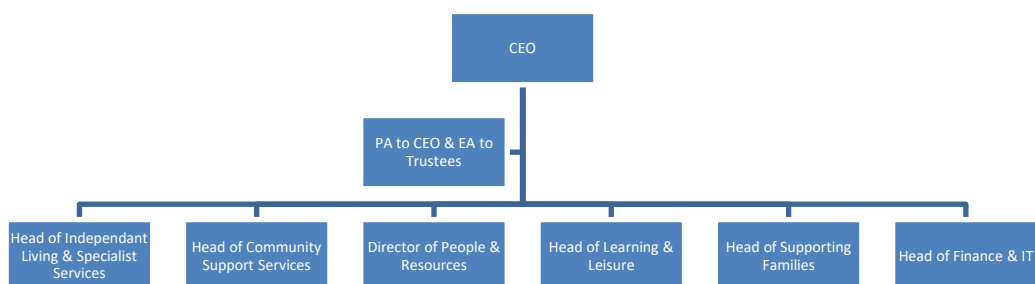 CEO
PA to CEO & EA to
Trustees
Head of Independant
Living & Specialist
Services
Head of Community
Support Services
Director of People &
Resources
Head of Learning &
Leisure
Head of Supporting
Families
Head of Finance & IT